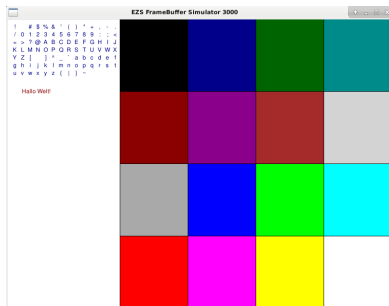 EZS FrameBuffer Simulator 3000
! # $ % & ' ( ) * + , - .
/ 0 1 2 3 4 5 6 7 8 9 : ; <
= > ? @ A B C D E F G H I J
K L M N O P Q R S T U V W X
Y Z [ ] ^ _ ` a b c d e f
g h i j k l m n o p q r s t
u v w x y z { | } ~
Hallo Welt!